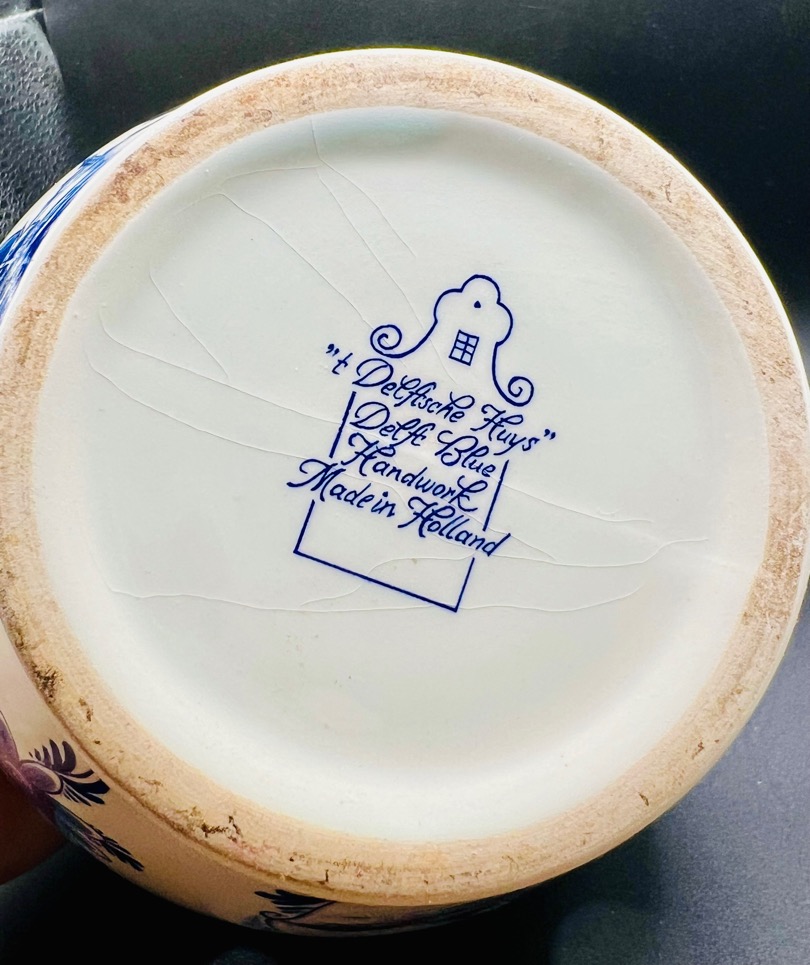 "t Delftsche Huys"
Delft Blue
Handwork
Made in Holland